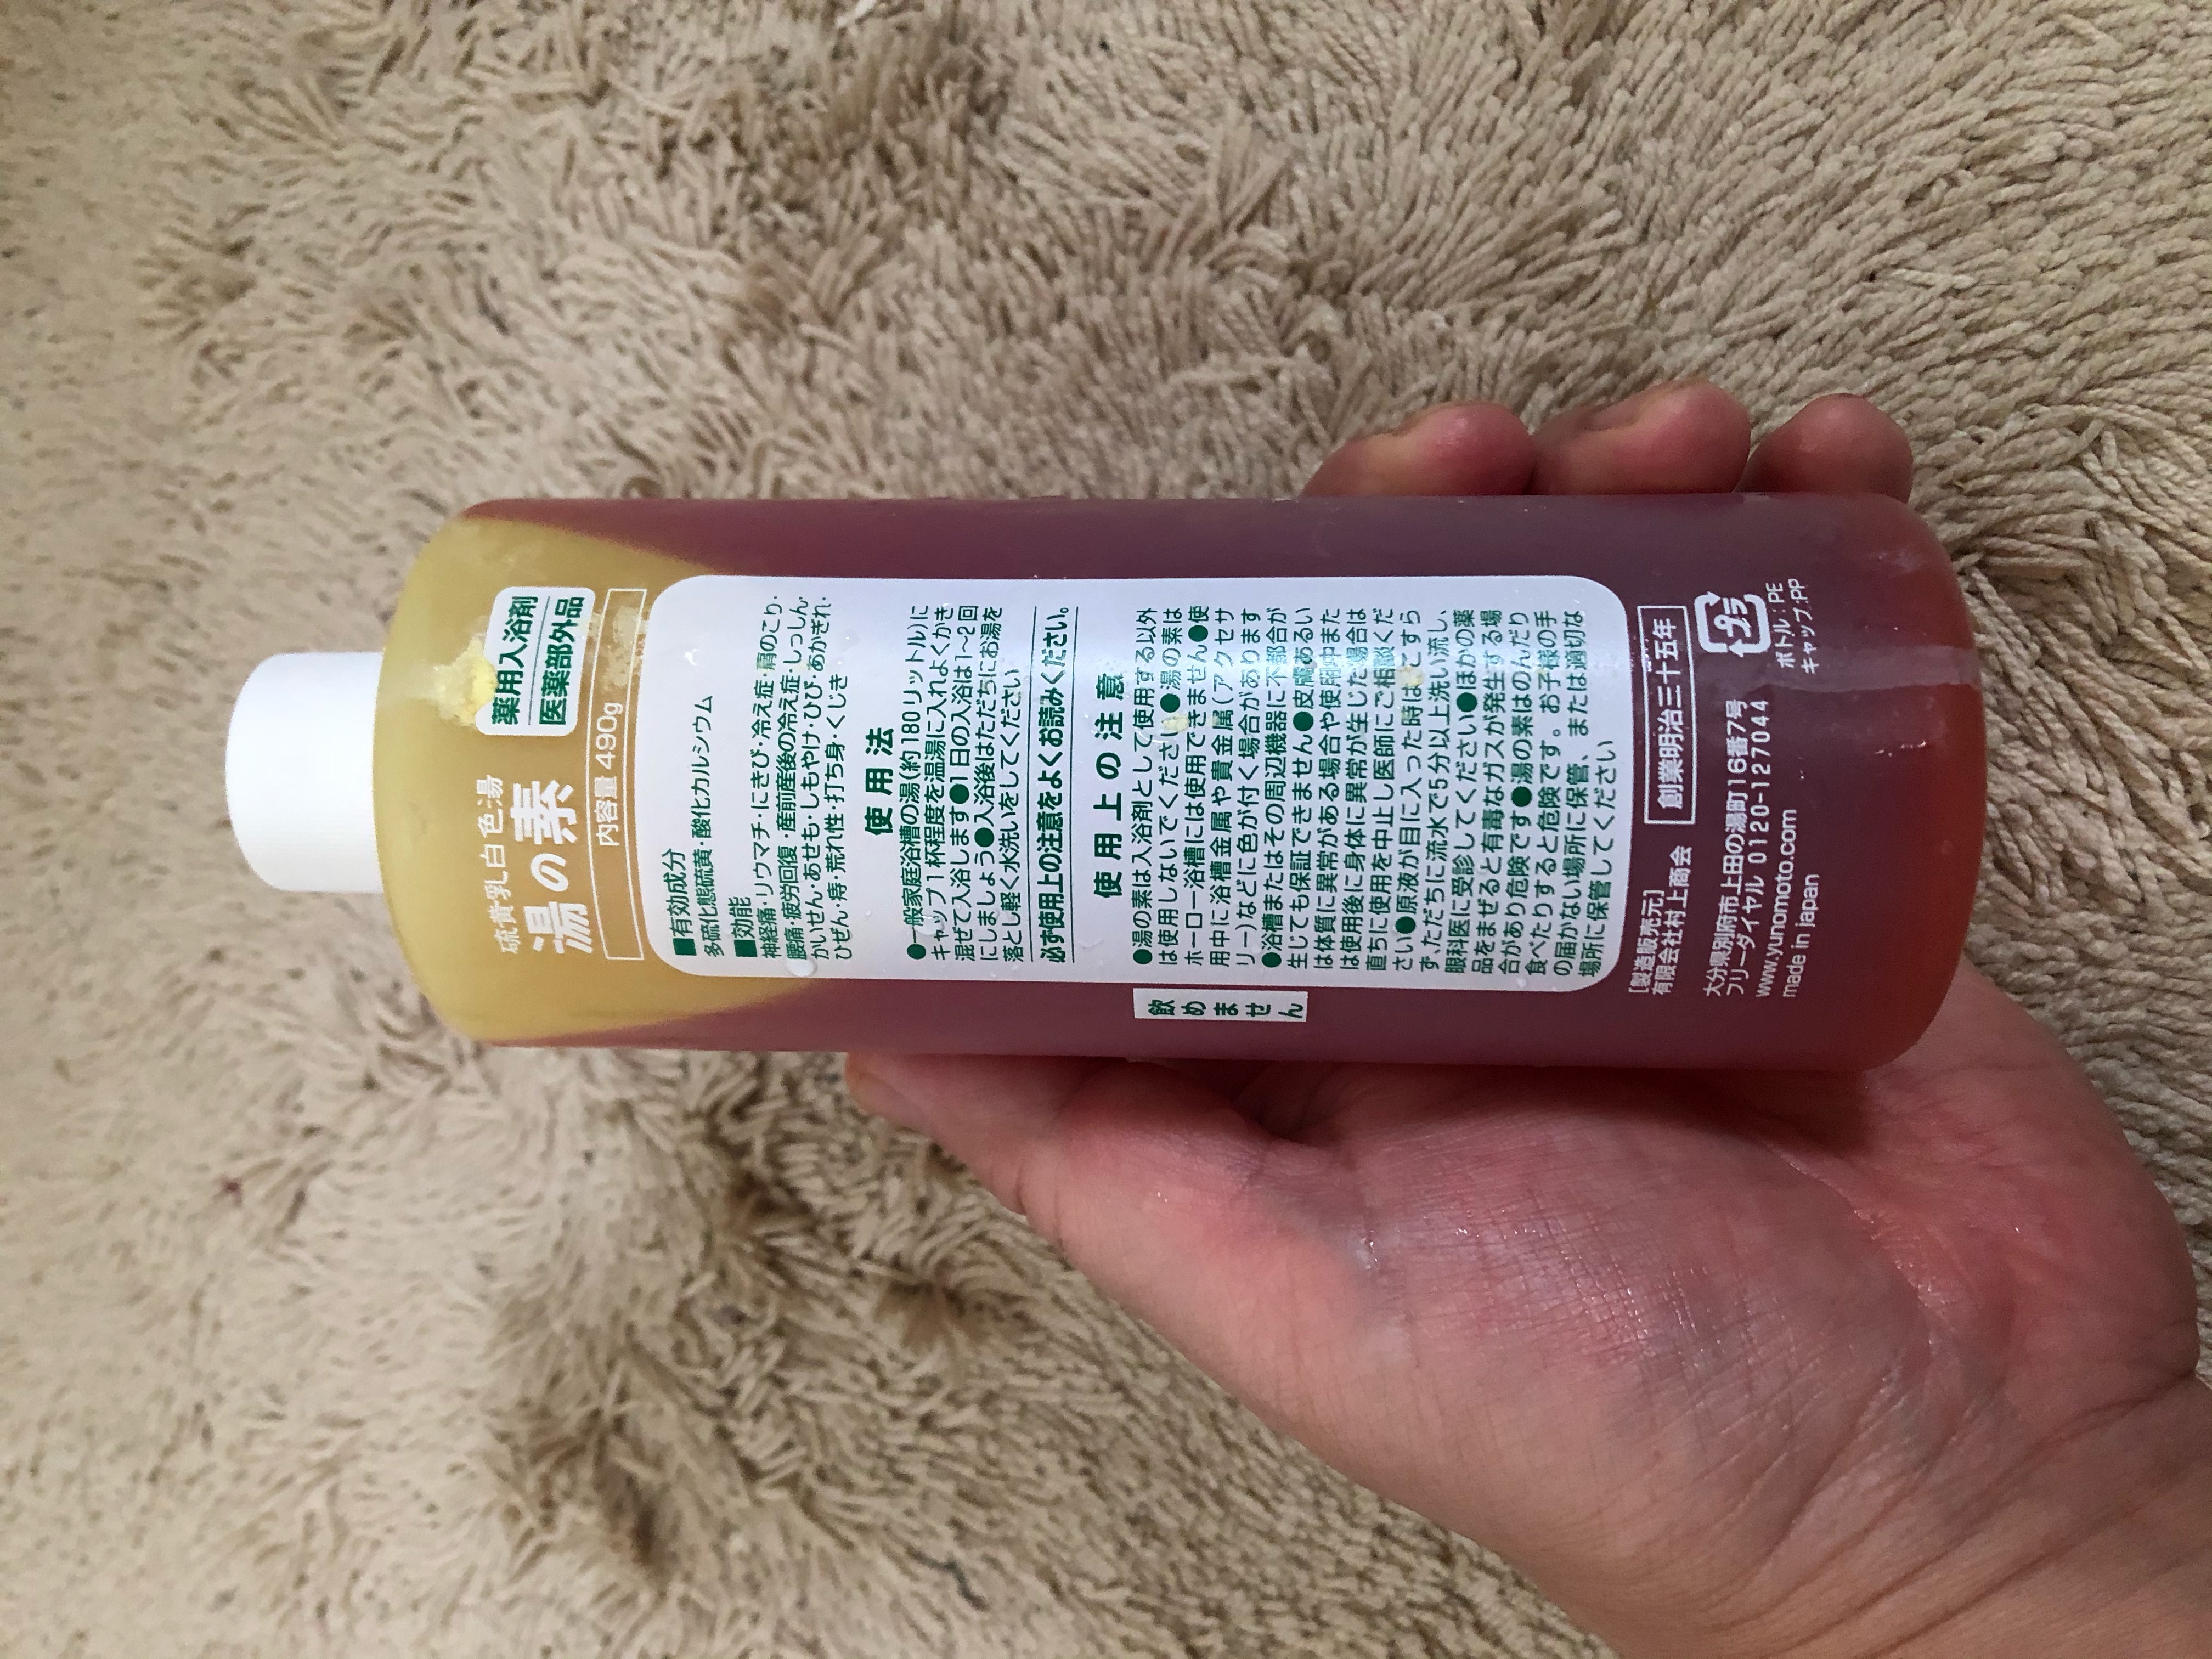 硫黄乳白色湯
湯の素
薬用入浴剤
医薬部外品
内容量 490g
■有効成分
多硫化態硫黄・酸化カルシウム
■効能
神経痛・リウマチ・にきび・冷え症・肩のこり・
腰痛・疲労回復・産前産後の冷え症・しっしん・
かいせん・あせも・しもやけ・ひび・あかぎれ・
ひぜん・痔・荒れ性・打ち身・くじき
使用法
●一般家庭浴槽の湯(約180リットル)に
キャップ1杯程度を温湯に入れよくかき
混ぜて入浴します●1日の入浴は1~2回
にしましょう●入浴後はただちにお湯を
落とし軽く水洗いをしてください
必ず使用上の注意をよくお読みください。
使用上の注意
●湯の素は入浴剤として使用する以外
は使用しないでください●湯の素は
ホーロー浴槽には使用できません●使
用中に浴槽金属や貴金属(アクセサ
リー)などに色が付く場合があります
●浴槽またはその周辺機器に不都合が
生じても保証できません●皮膚あるい
は体質に異常がある場合や使用中また
は使用後に身体に異常が生じた場合は
直ちに使用を中止し医師にご相談くだ
さい●原液が目に入った時はこすら
ず、ただちに流水で5分以上洗い流し、
眼科医に受診してください●ほかの薬
品をまぜると有毒なガスが発生する場
合があり危険です●湯の素はのんだり
食べたりすると危険です。お子様の手
の届かない場所に保管、または適切な
場所に保管してください
飲めません
[製造販売元]
有限会社村上商会
創業明治三十五年
大分県別府市上田の湯町16番7号
フリーダイヤル 0120-127044
www.yunomoto.com
made in japan
プラ
ボトル:PE
キャップ:PP